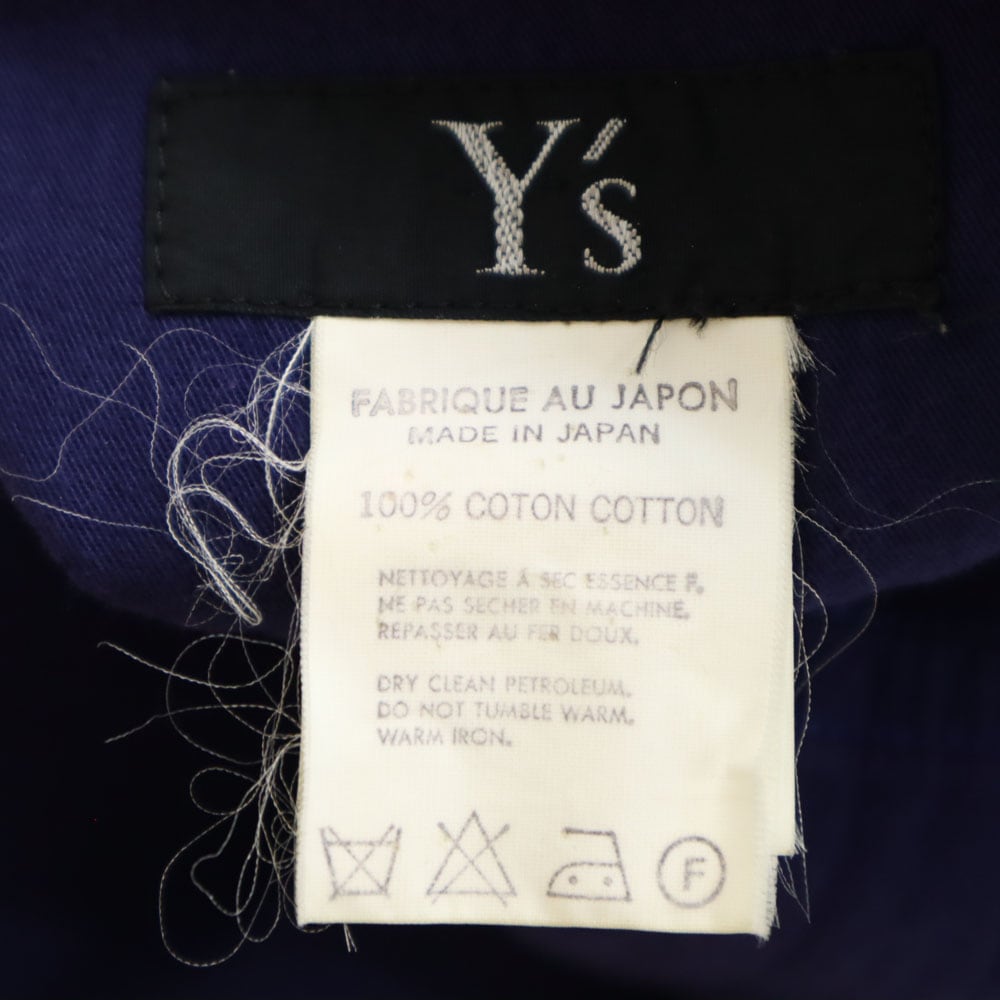 Y's
FABRIQUE AU JAPON
MADE IN JAPAN
100% COTON COTTON
NETTOYAGE À SEC ESSENCE F.
NE PAS SECHER EN MACHINE.
REPASSER AU FER DOUX.
DRY CLEAN PETROLEUM.
DO NOT TUMBLE WARM.
WARM IRON.
F